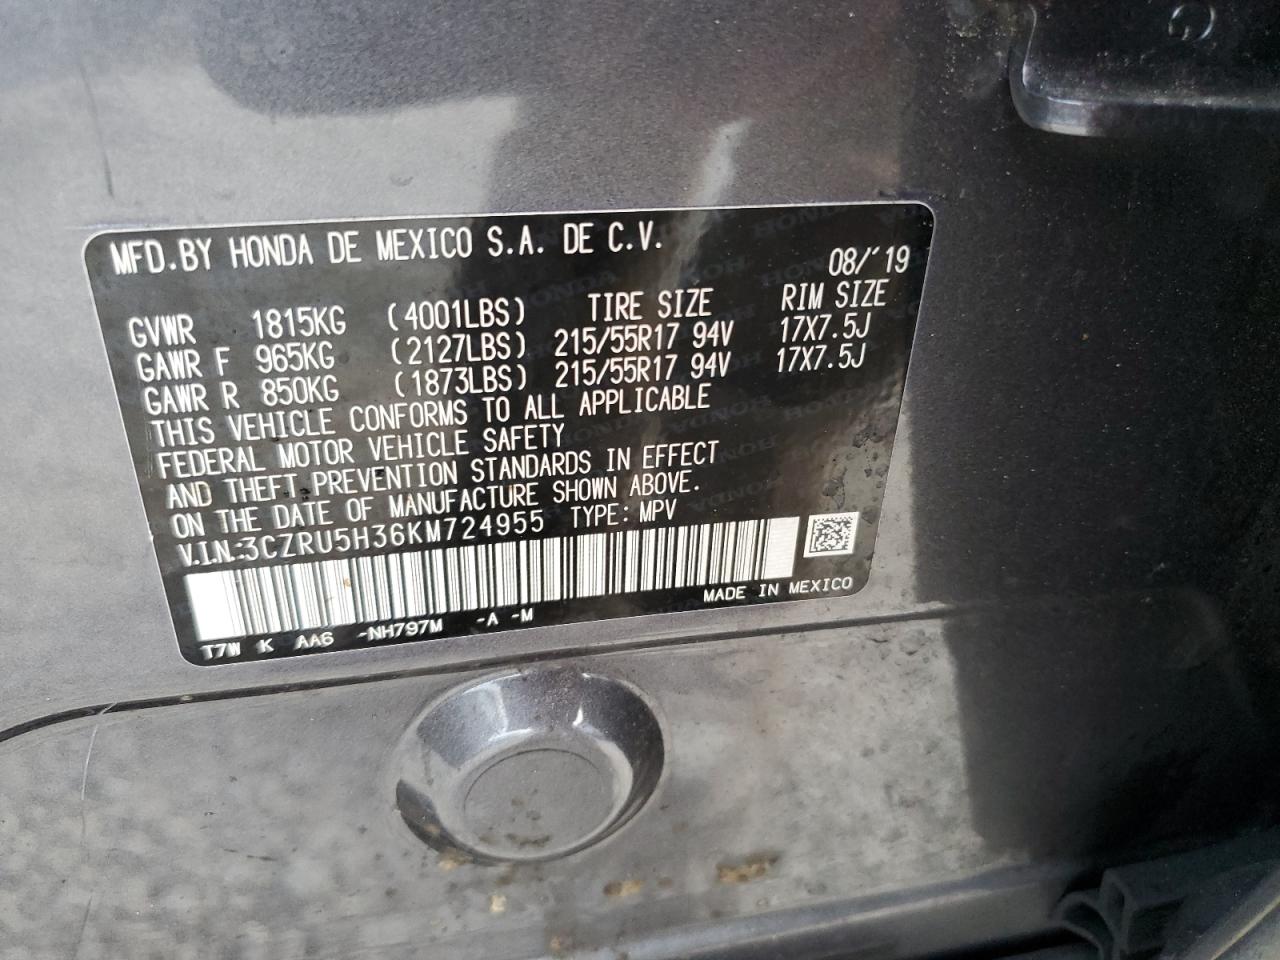 MFD.BY HONDA DE MEXICO S.A. DE C.V.
08/'19
GVWR 1815KG (4001LBS) TIRE SIZE RIM SIZE
GAWR F 965KG (2127LBS) 215/55R17 94V 17X7.5J
GAWR R 850KG (1873LBS) 215/55R17 94V 17X7.5J
THIS VEHICLE CONFORMS TO ALL APPLICABLE
FEDERAL MOTOR VEHICLE SAFETY
AND THEFT PREVENTION STANDARDS IN EFFECT
ON THE DATE OF MANUFACTURE SHOWN ABOVE.
V.I.N.:3CZRU5H36KM724955 TYPE: MPV
MADE IN MEXICO
T7W K AA6 -NH797M -A -M